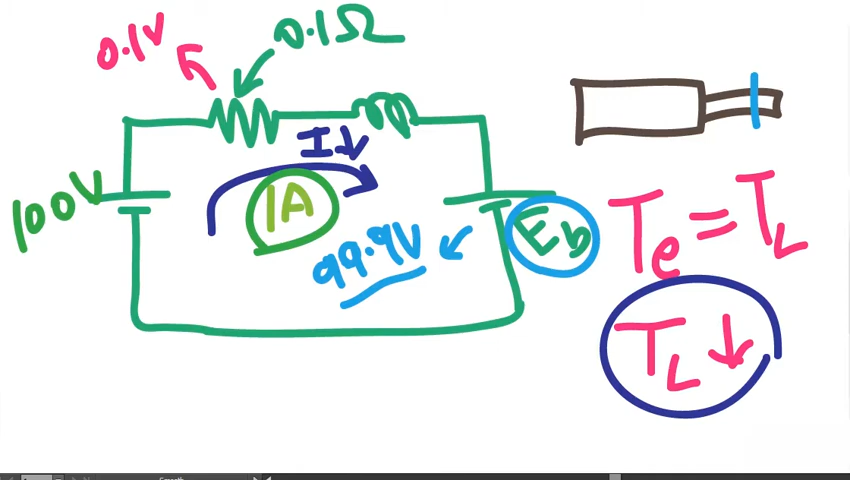 0.1V
0.1Ω
I↓
100V
1A
99.9V
Eb
Te = TL
TL ↓